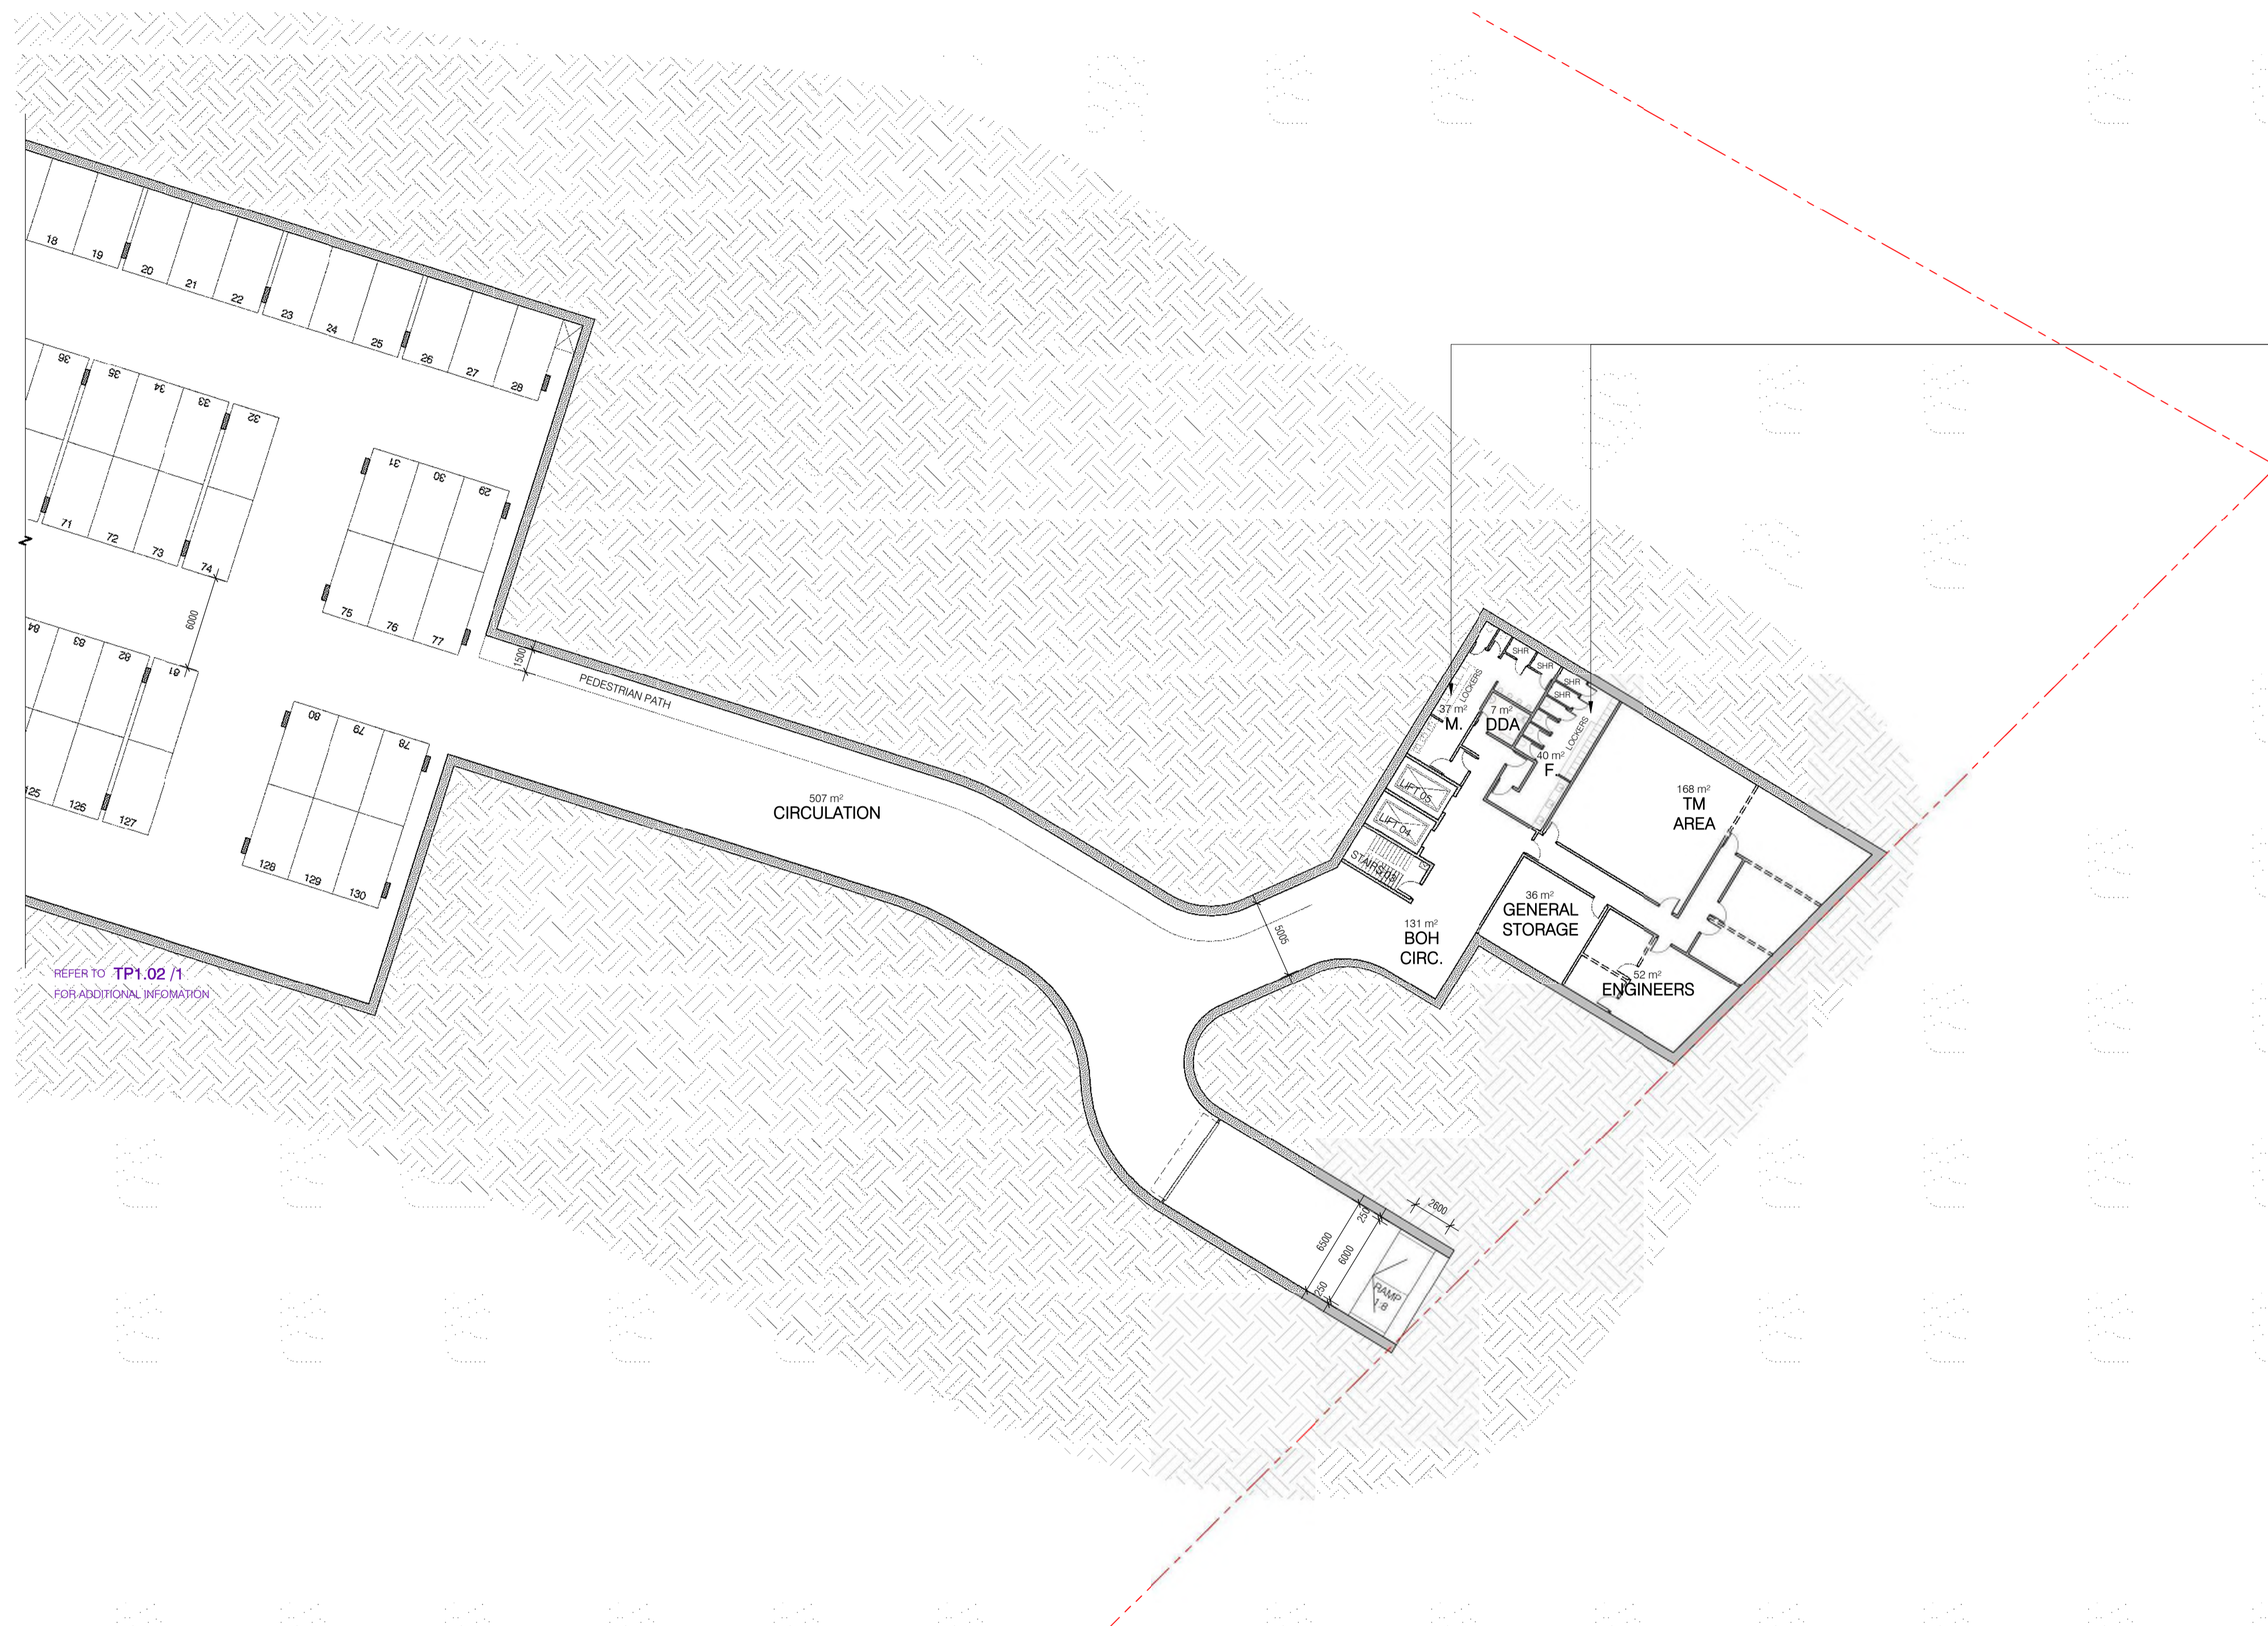 18
19
20
21
22
23
24
25
26
27
28
36
35
34
33
32
31
30
29
71
72
73
74
75
76
77
6000
84
83
82
81
80
79
78
125
126
127
128
129
130
1500
PEDESTRIAN PATH
507 m²
CIRCULATION
REFER TO TP1.02 /1
FOR ADDITIONAL INFOMATION
SHR
SHR
SHR
SHR
LOCKERS
37 m²
M.
7 m²
DDA
LOCKERS
40 m²
F.
LIFT 05
LIFT 04
STAIRS 03
168 m²
TM
AREA
36 m²
GENERAL
STORAGE
131 m²
BOH
CIRC.
5005
52 m²
ENGINEERS
2600
250
6500
6000
250
RAMP
1:8